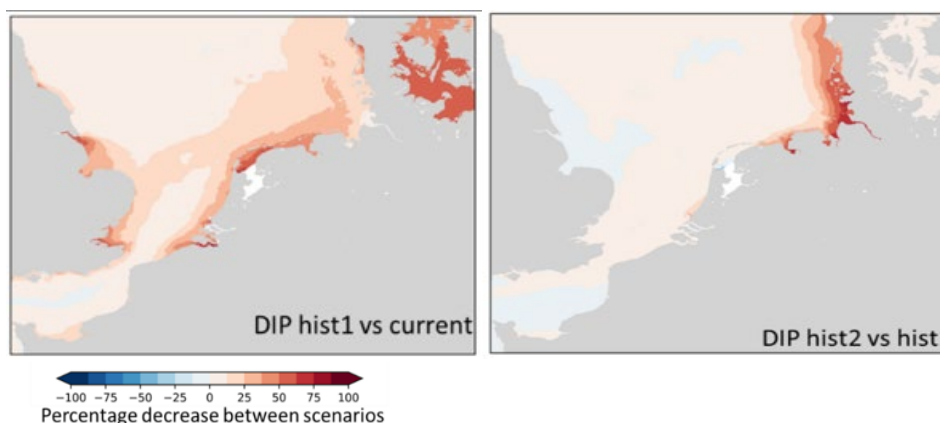 DIP hist1 vs current
DIP hist2 vs hist
−100 −75 −50 −25 0 25 50 75 100
Percentage decrease between scenarios